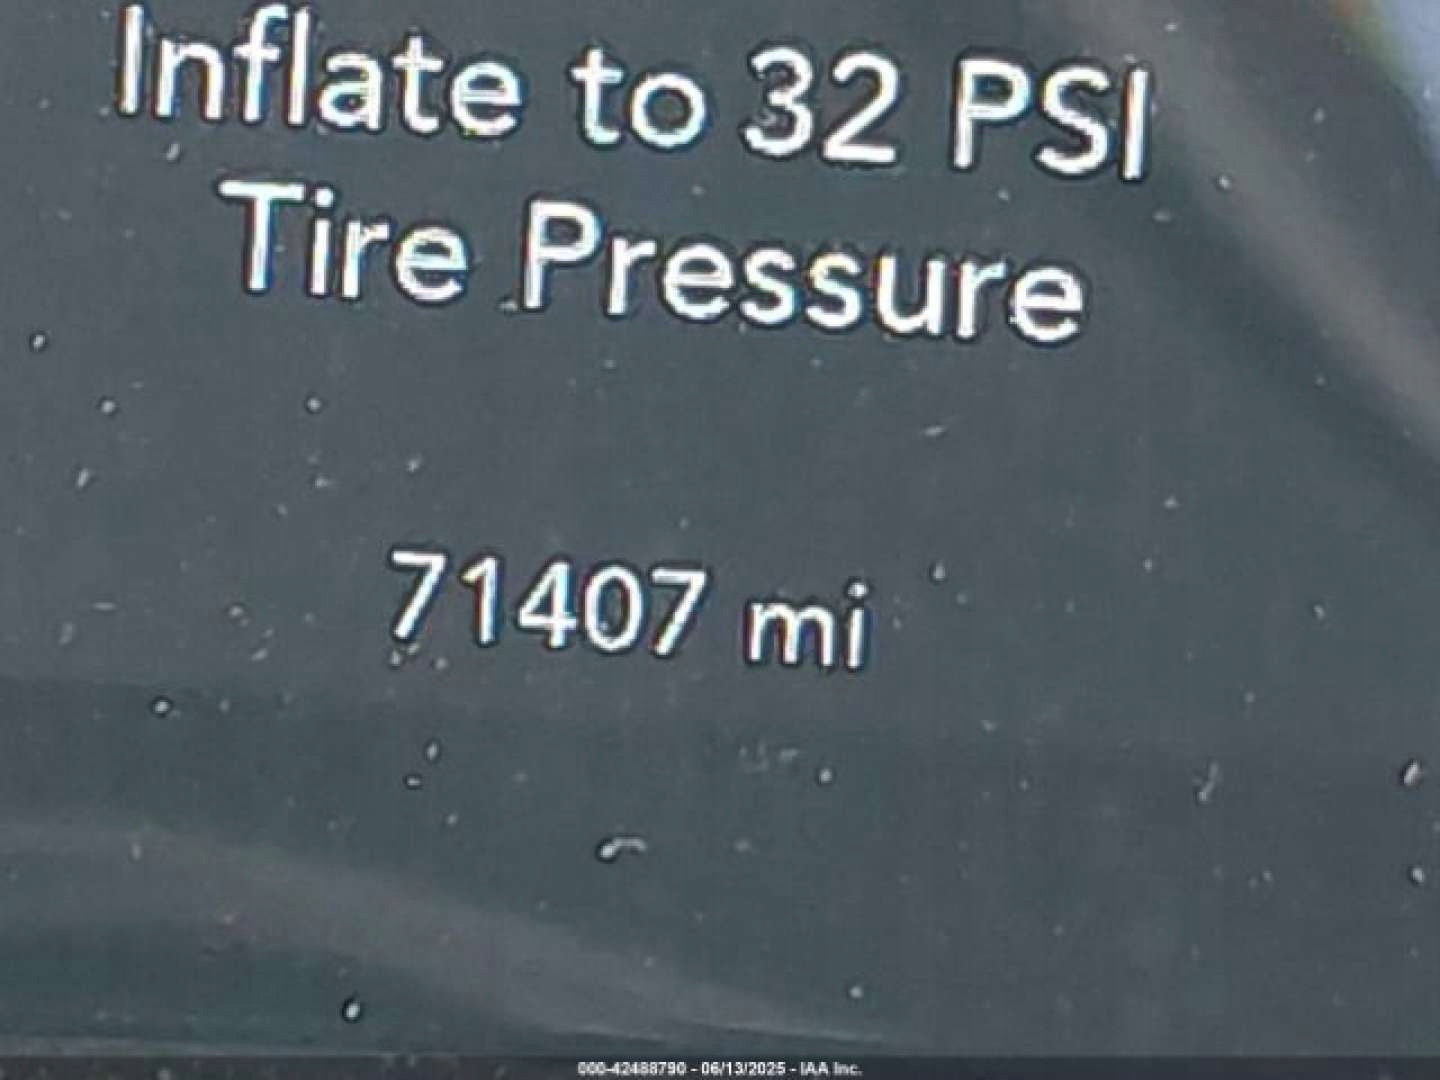 Inflate to 32 PSI
Tire Pressure
71407 mi
000-42488790 - 06/13/2025 - IAA Inc.